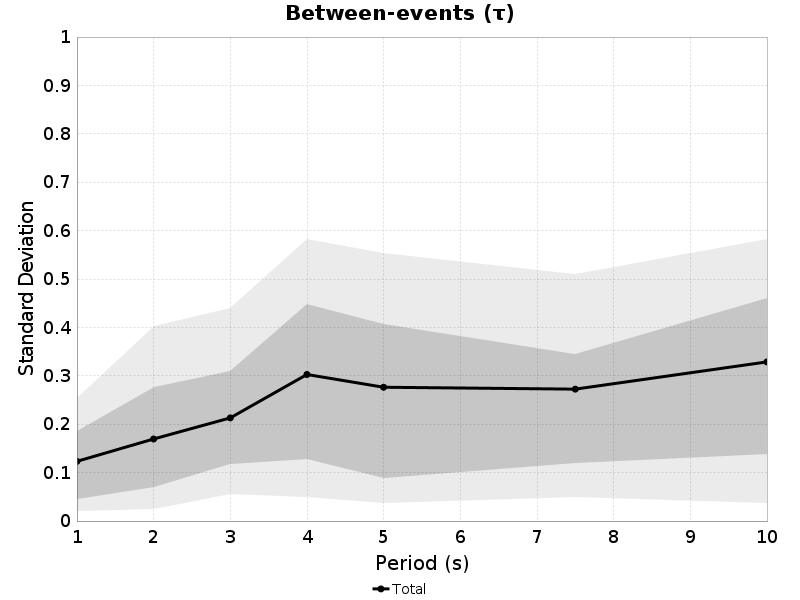 Between-events (τ)
1
0.9
0.8
0.7
0.6
0.5
0.4
0.3
0.2
0.1
0
Standard Deviation
1 2 3 4 5 6 7 8 9 10
Period (s)
Total